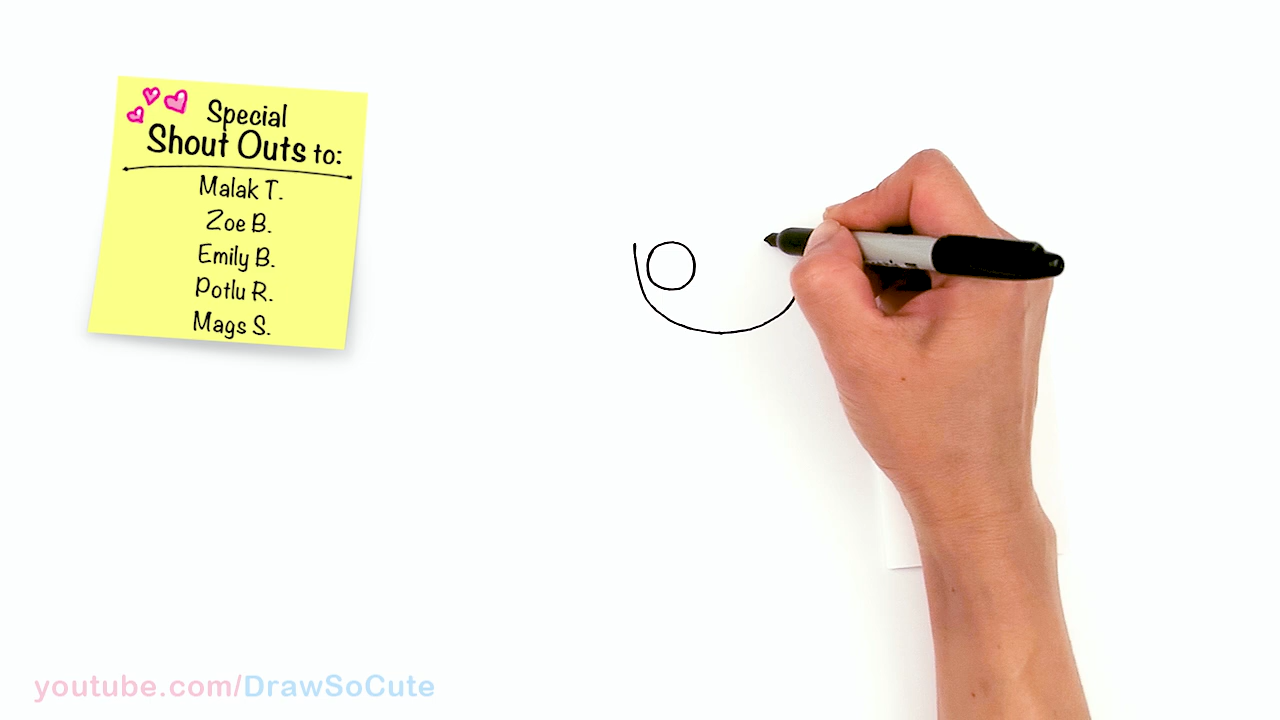 Special
Shout Outs to:
Malak T.
Zoe B.
Emily B.
Potlu R.
Mags S.
youtube.com/DrawSoCute